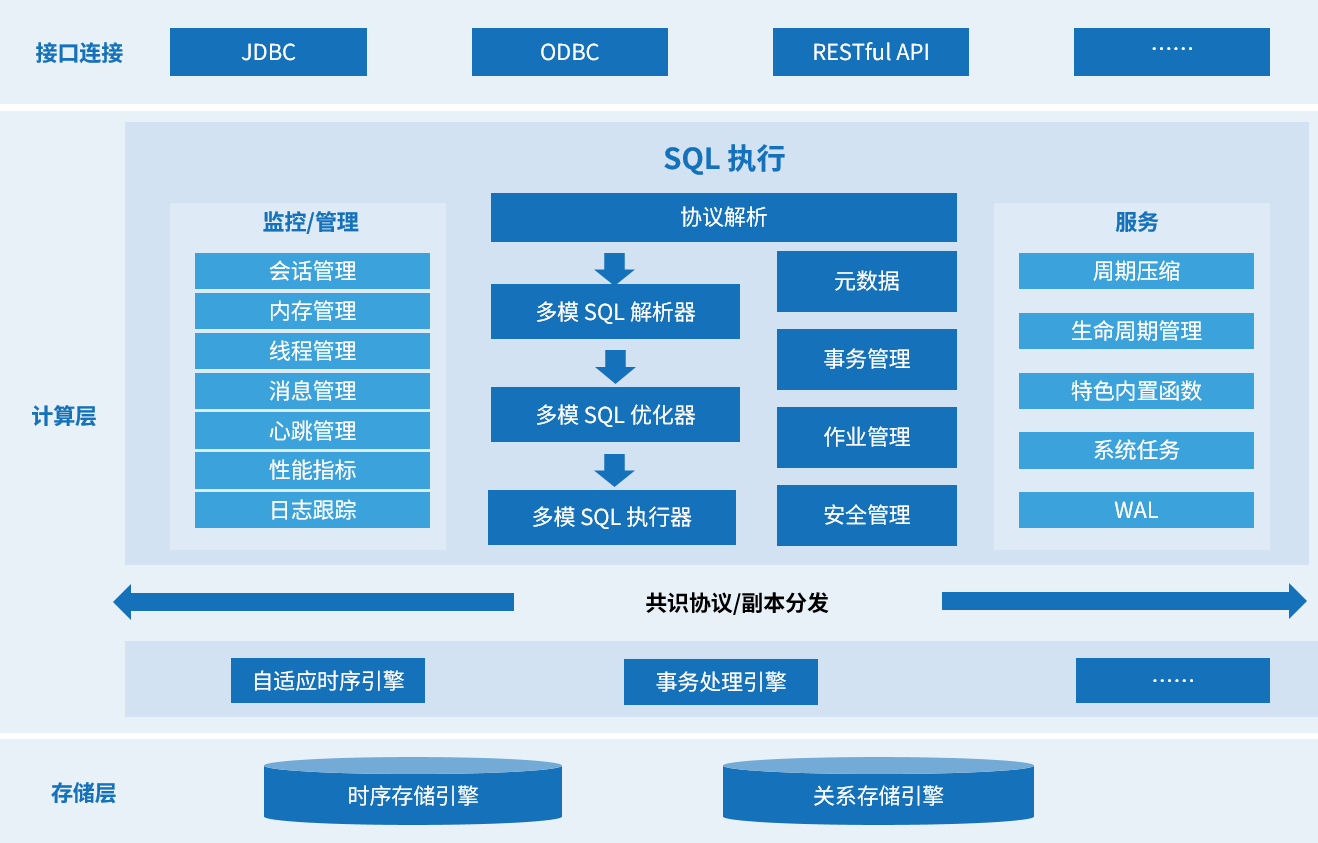 接口连接
JDBC
ODBC
RESTful API
······
计算层
SQL 执行
监控/管理
会话管理
内存管理
线程管理
消息管理
心跳管理
性能指标
日志跟踪
协议解析
多模 SQL 解析器
多模 SQL 优化器
多模 SQL 执行器
元数据
事务管理
作业管理
安全管理
服务
周期压缩
生命周期管理
特色内置函数
系统任务
WAL
共识协议/副本分发
自适应时序引擎
事务处理引擎
······
存储层
时序存储引擎
关系存储引擎